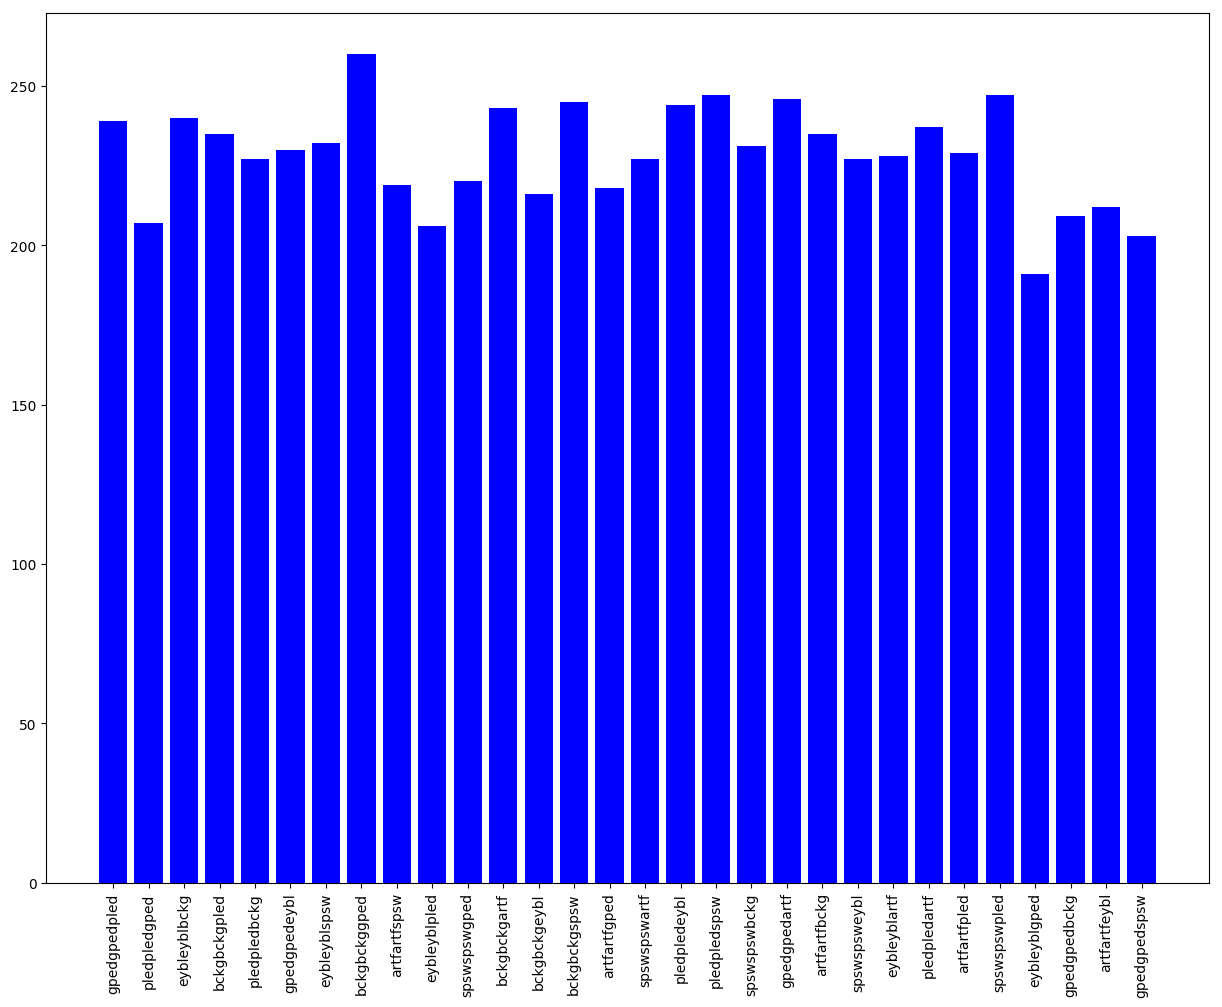 250
200
150
100
50
0
gpedgpedpled
pledpledgped
eybleyblbckg
bckgbckgpled
pledpledbckg
gpedgpedeybl
eybleyblspsw
bckgbckggped
artfartfspsw
eybleyblpled
spswspswgped
bckgbckgartf
bckgbckgeybl
bckgbckgspsw
artfartfgped
spswspswartf
pledpledeybl
pledpledspsw
spswspswbckg
gpedgpedartf
artfartfbckg
spswspsweybl
eybleyblartf
pledpledartf
artfartfpled
spswspswpled
eybleyblgped
gpedgpedbckg
artfartfeybl
gpedgpedspsw